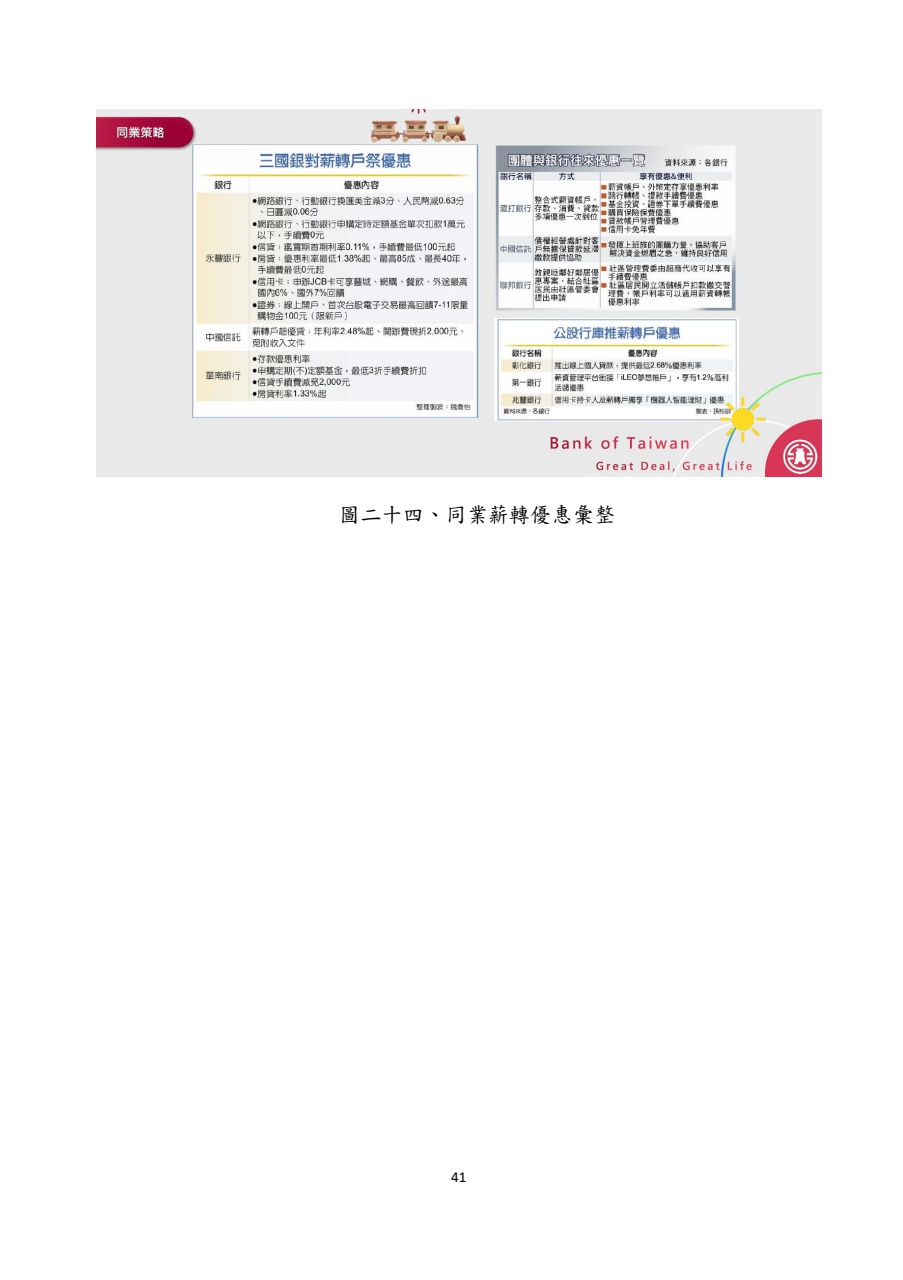 同業策略
三國銀對薪轉戶祭優惠
銀行 優惠內容
永豐銀行
●網路銀行、行動銀行換匯美金減3分、人民幣減0.63分
、日圓減0.06分
●網路銀行、行動銀行申購定時定額基金單次扣款1萬元
以下，手續費0元
●信貸：鑑賞期首期利率0.11%，手續費最低100元起
●房貸：優惠利率最低1.38%起、最高85成、最長40年，
手續費最低0元起
●信用卡：申辦JCB卡可享豐城、網購、餐飲、外送最高
國內6%、國外7%回饋
●證券：線上開戶、首次台股電子交易最高回饋7-11限量
購物金100元（限新戶）
中國信託
薪轉戶超優貸：年利率2.48%起、開辦費現折2,000元、
免附收入文件
華南銀行
●存款優惠利率
●申購定期(不)定額基金，最低3折手續費折扣
●信貸手續費減免2,000元
●房貸利率1.33%起
整理製表：魏喬怡
團體與銀行往來優惠一覽 資料來源：各銀行
銀行名稱 方式 享有優惠&便利
渣打銀行
整合式薪資帳戶，
存款、消費、貸款
多項優惠一次到位
■薪資帳戶、外幣定存享優惠利率
■跨行轉帳、提款手續費優惠
■基金投資、證券下單手續費優惠
■購買保險保費優惠
■貸款帳戶管理費優惠
■信用卡免年費
中國信託
債權經營處針對客
戶無擔保貸款延滯
繳款提供協助
■發揮上班族的團購力量，協助客戶
解決資金燃眉之急，維持良好信用
聯邦銀行
敦親睦鄰好鄰居優
惠專案，結合社區
居民由社區管委會
提出申請
■社區管理費委由超商代收可以享有
手續費優惠
■社區居民開立活儲帳戶扣款繳交管
理費，帳戶利率可以適用薪資轉帳
優惠利率
公股行庫推薪轉戶優惠
銀行名稱 優惠內容
彰化銀行 推出線上個人貸款，提供最低2.68%優惠利率
第一銀行
薪資管理平台銜接「iLEO夢想帳戶」，享有1.2%高利
活儲優惠
兆豐銀行 信用卡持卡人及薪轉戶獨享「機器人智能理財」優惠
資料來源：各銀行 製表：
Bank of Taiwan
Great Deal, Great Life
圖二十四、同業薪轉優惠彙整
41